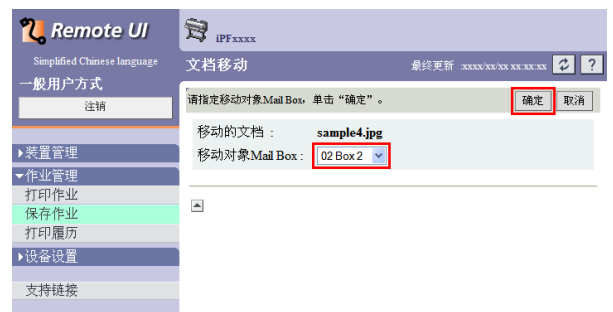 Remote UI
Simplified Chinese language
一般用户方式
注销
▶装置管理
▼作业管理
打印作业
保存作业
打印履历
▶设备设置
支持链接
iPFxxxx
文档移动
最终更新 :xxxx/xx/xx xx:xx:xx ?
请指定移动对象Mail Box，单击“确定”。 确定 取消
移动的文档： sample4.jpg
移动对象Mail Box： 02 Box 2